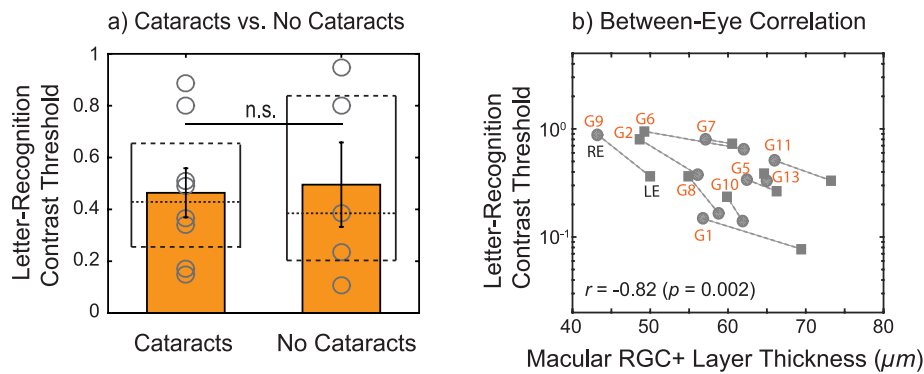 a) Cataracts vs. No Cataracts
Letter-Recognition
Contrast Threshold
1
0.8
0.6
0.4
0.2
0
n.s.
Cataracts
No Cataracts
b) Between-Eye Correlation
Letter-Recognition
Contrast Threshold
10^0
10^-1
G9
G6
G2
G7
G11
RE
LE
G8
G5
G13
G10
G1
r = -0.82 (p = 0.002)
40
50
60
70
80
Macular RGC+ Layer Thickness (μm)